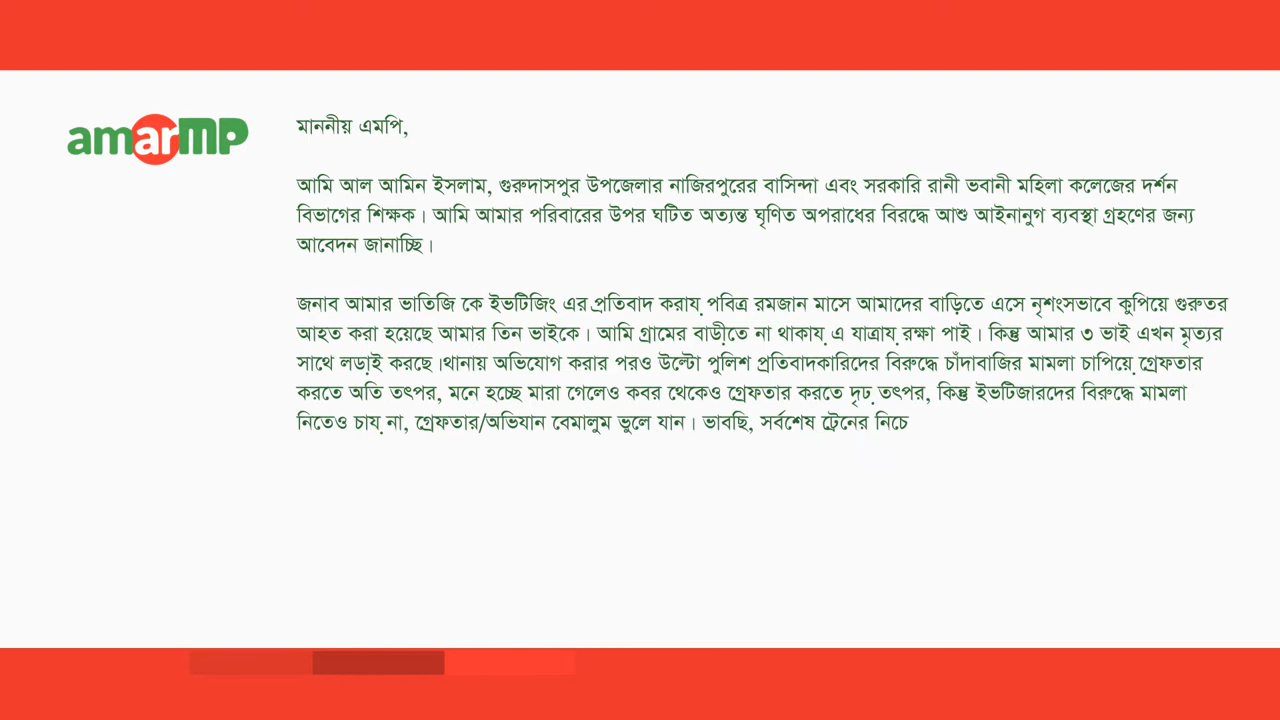 amarMP
মাননীয় এমপি,
আমি আল আমিন ইসলাম, গুরুদাসপুর উপজেলার নাজিরপুরের বাসিন্দা এবং সরকারি রানী ভবানী মহিলা কলেজের দর্শন
বিভাগের শিক্ষক। আমি আমার পরিবারের উপর ঘটিত অত্যন্ত ঘৃণিত অপরাধের বিরদ্ধে আশু আইনানুগ ব্যবস্থা গ্রহণের জন্য
আবেদন জানাচ্ছি।
জনাব আমার ভাতিজি কে ইভটিজিং এর প্রতিবাদ করায় পবিত্র রমজান মাসে আমাদের বাড়িতে এসে নৃশংসভাবে কুপিয়ে গুরুতর
আহত করা হয়েছে আমার তিন ভাইকে। আমি গ্রামের বাড়ীতে না থাকায় এ যাত্রায় রক্ষা পাই। কিন্তু আমার ৩ ভাই এখন মৃত্যর
সাথে লড়াই করছে।থানায় অভিযোগ করার পরও উল্টো পুলিশ প্রতিবাদকারিদের বিরুদ্ধে চাঁদাবাজির মামলা চাপিয়ে গ্রেফতার
করতে অতি তৎপর, মনে হচ্ছে মারা গেলেও কবর থেকেও গ্রেফতার করতে দৃঢ় তৎপর, কিন্তু ইভটিজারদের বিরুদ্ধে মামলা
নিতেও চায় না, গ্রেফতার/অভিযান বেমালুম ভুলে যান। ভাবছি, সর্বশেষ ট্রেনের নিচে